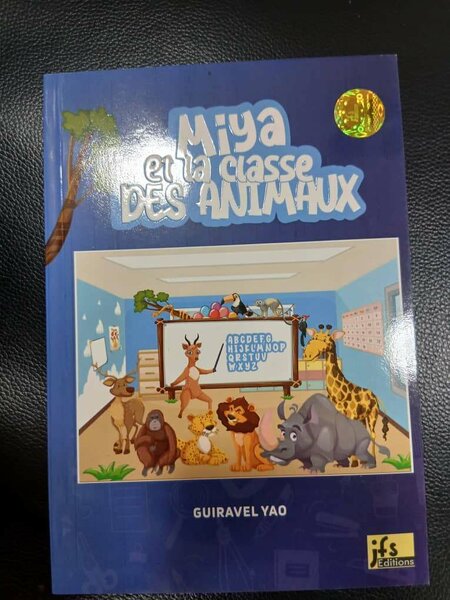 Miya
et la classe
DES ANIMAUX
ABCDEFG
HIJKLMNOP
QRSTUV
WXYZ
GUIRAVEL YAO
jfs
Editions